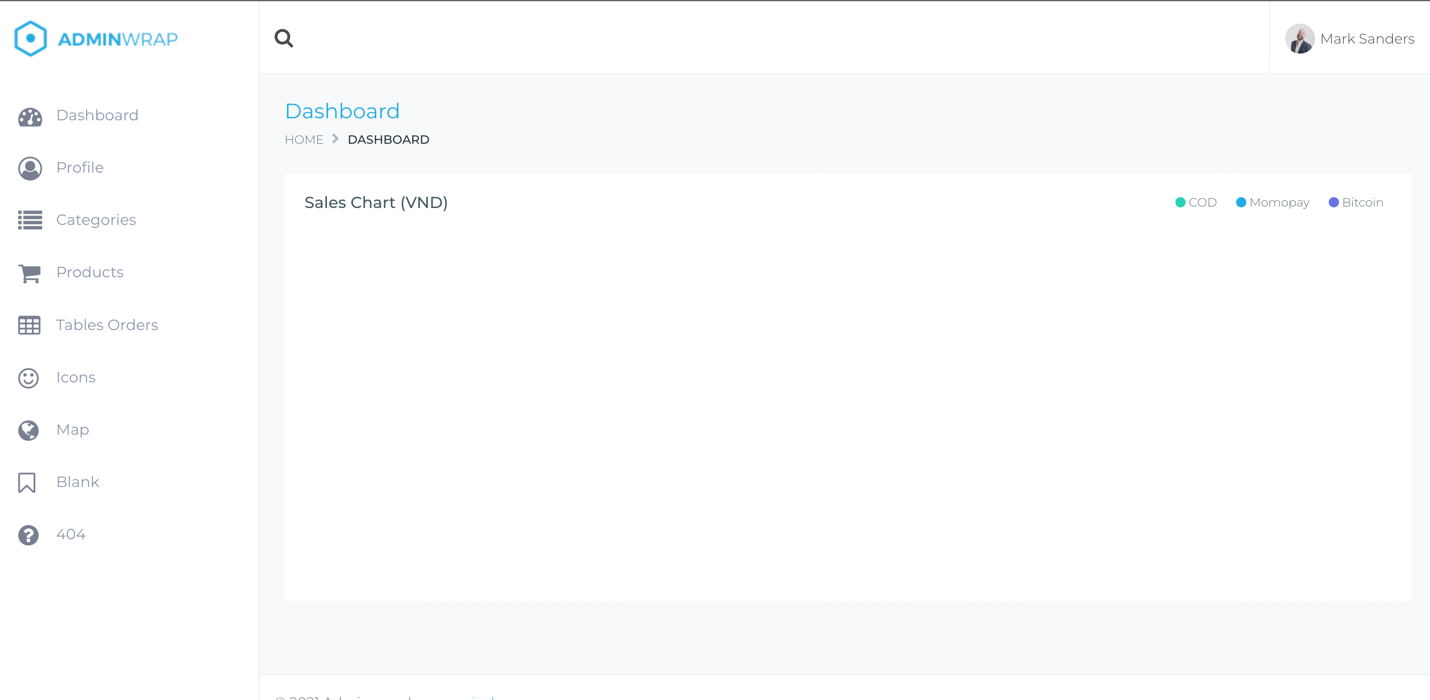 ADMINWRAP
Mark Sanders
Dashboard
Profile
Categories
Products
Tables Orders
Icons
Map
Blank
404
Dashboard
HOME > DASHBOARD
Sales Chart (VND)
COD Momopay Bitcoin
© 2021